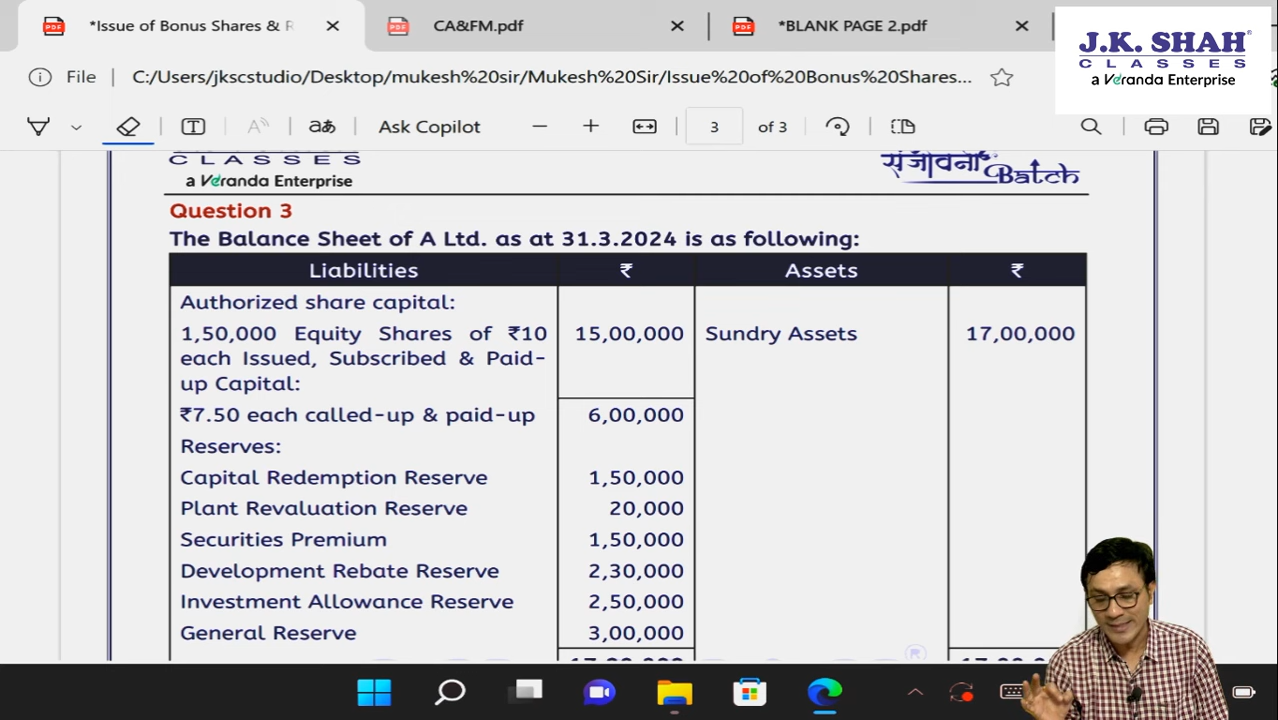 *Issue of Bonus Shares & R
CA&FM.pdf
*BLANK PAGE 2.pdf
J.K. SHAH®
CLASSES
a Veranda Enterprise
File
C:/Users/jkscstudio/Desktop/mukesh%20sir/Mukesh%20Sir/Issue%20of%20Bonus%20Shares...
Ask Copilot
3 of 3
CLASSES
a Veranda Enterprise
संजीवनी Batch
Question 3
The Balance Sheet of A Ltd. as at 31.3.2024 is as following:
Liabilities ₹ Assets ₹
Authorized share capital:
1,50,000 Equity Shares of ₹10 15,00,000 Sundry Assets 17,00,000
each Issued, Subscribed & Paid-
up Capital:
₹7.50 each called-up & paid-up 6,00,000
Reserves:
Capital Redemption Reserve 1,50,000
Plant Revaluation Reserve 20,000
Securities Premium 1,50,000
Development Rebate Reserve 2,30,000
Investment Allowance Reserve 2,50,000
General Reserve 3,00,000